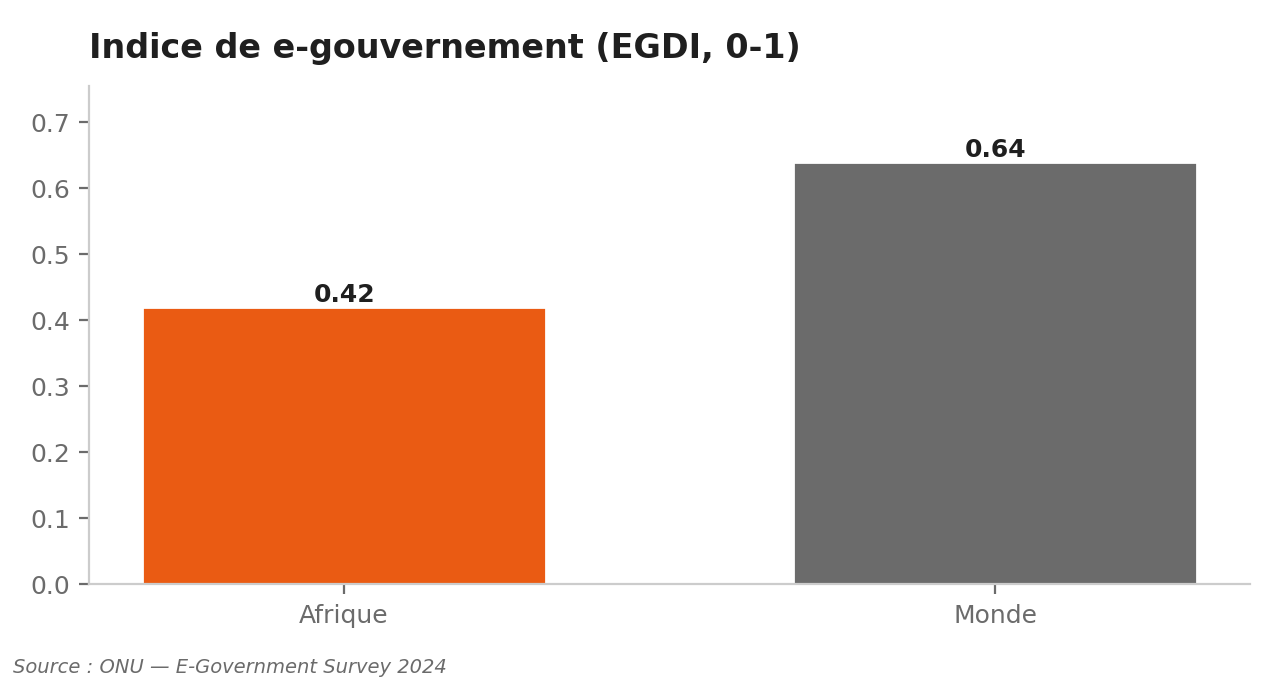 Indice de e-gouvernement (EGDI, 0-1)
0.7
0.6
0.5
0.4
0.3
0.2
0.1
0.0
0.42
0.64
Afrique
Monde
Source : ONU — E-Government Survey 2024